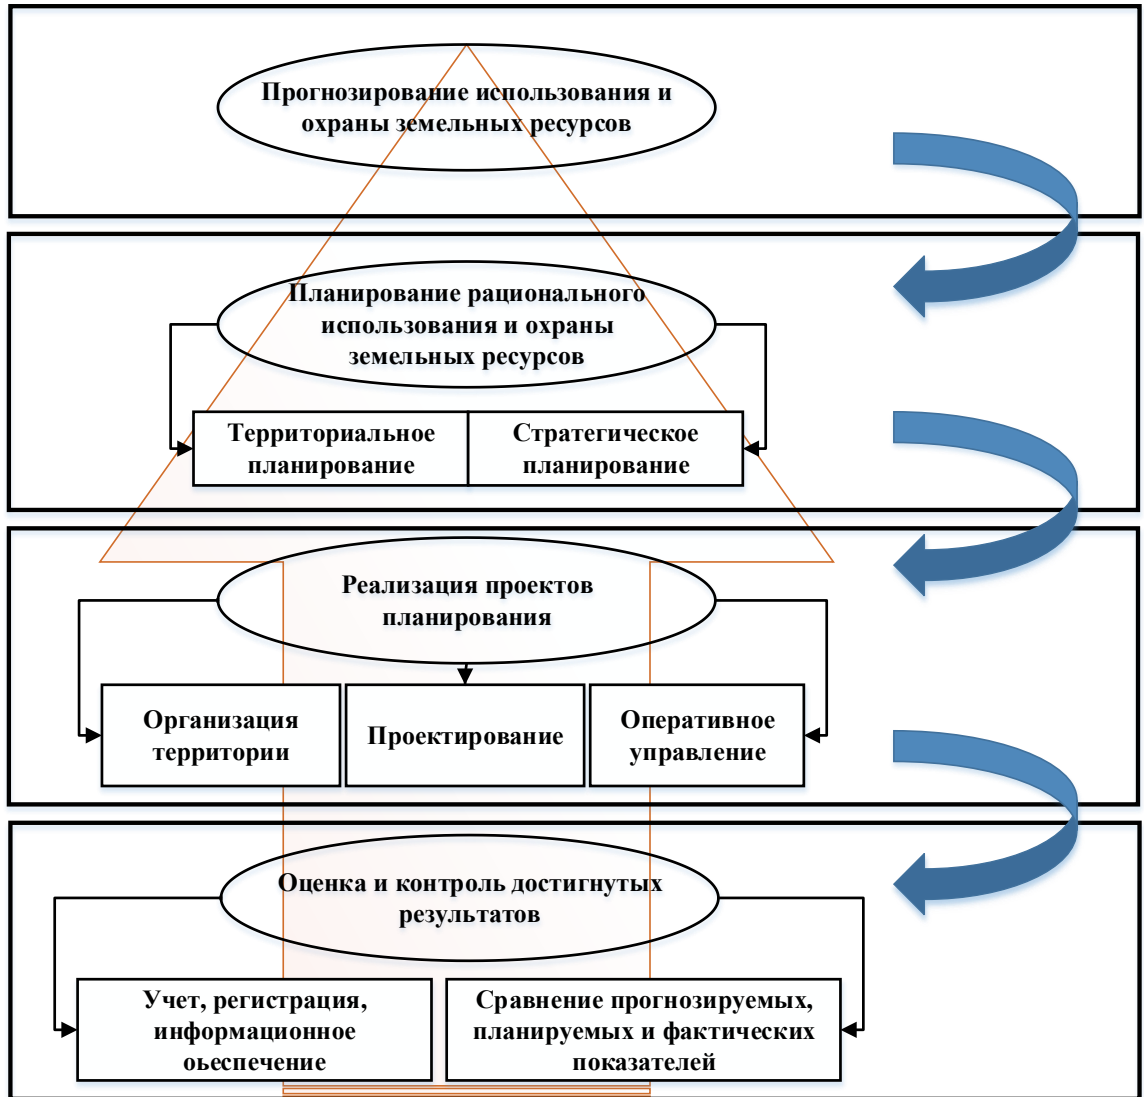 Прогнозирование использования и
охраны земельных ресурсов
Планирование рационального
использования и охраны
земельных ресурсов
Территориальное
планирование
Стратегическое
планирование
Реализация проектов
планирования
Организация
территории
Проектирование
Оперативное
управление
Оценка и контроль достигнутых
результатов
Учет, регистрация,
информационное
оьеспечение
Сравнение прогнозируемых,
планируемых и фактических
показателей